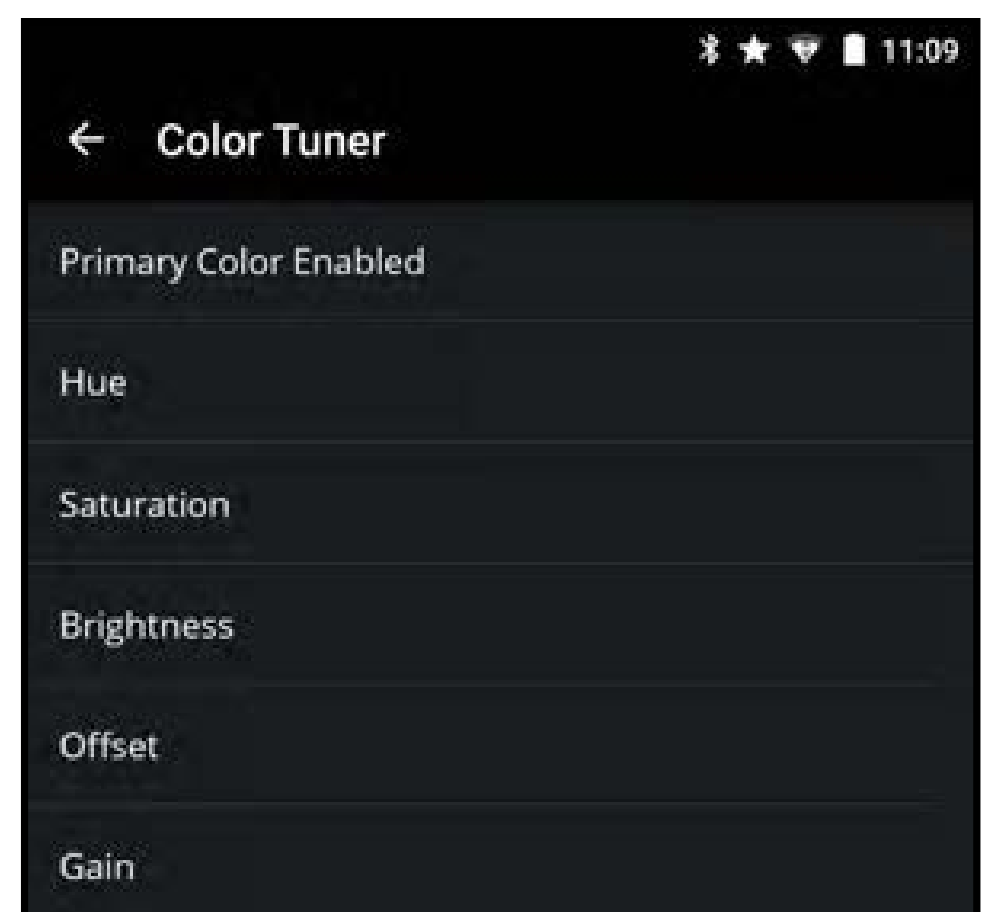 11:09
Color Tuner
Primary Color Enabled
Hue
Saturation
Brightness
Offset
Gain